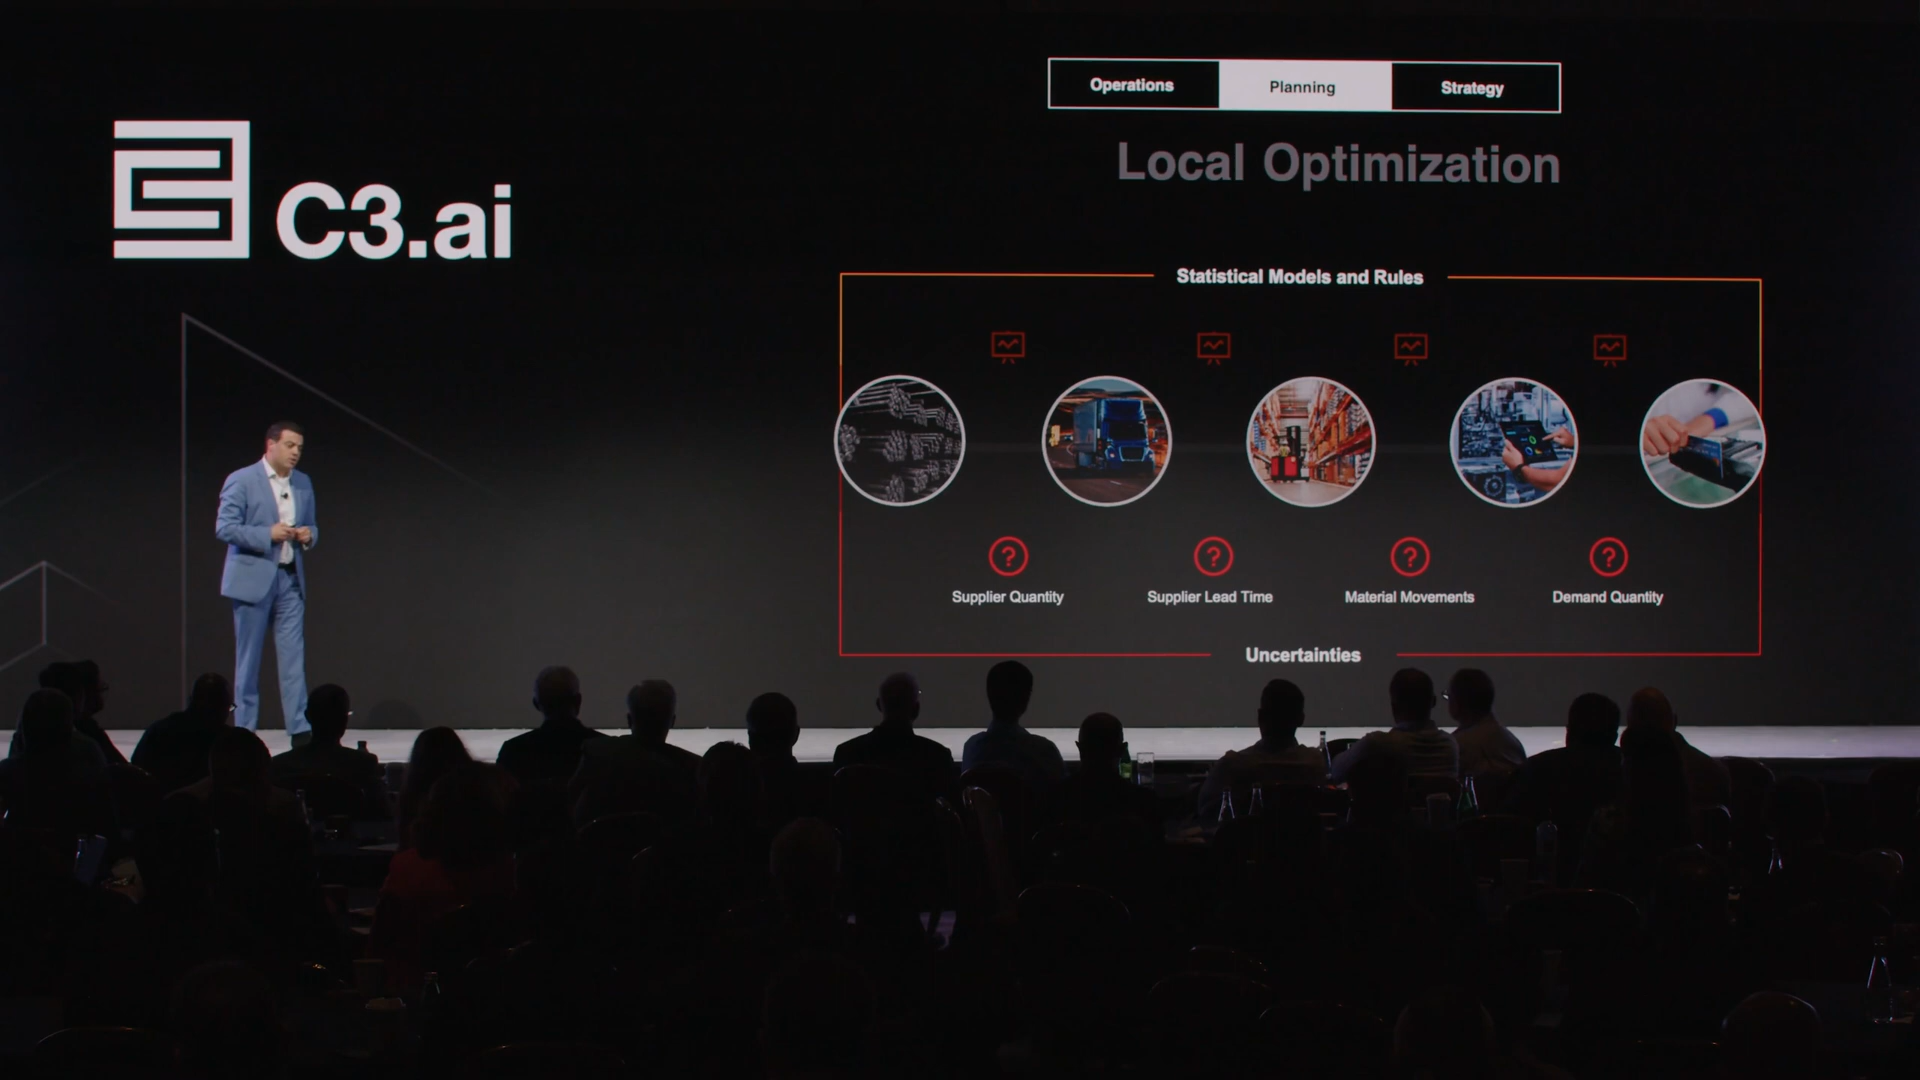 C3.ai
Operations
Planning
Strategy
Local Optimization
Statistical Models and Rules
?
?
?
?
Supplier Quantity
Supplier Lead Time
Material Movements
Demand Quantity
Uncertainties